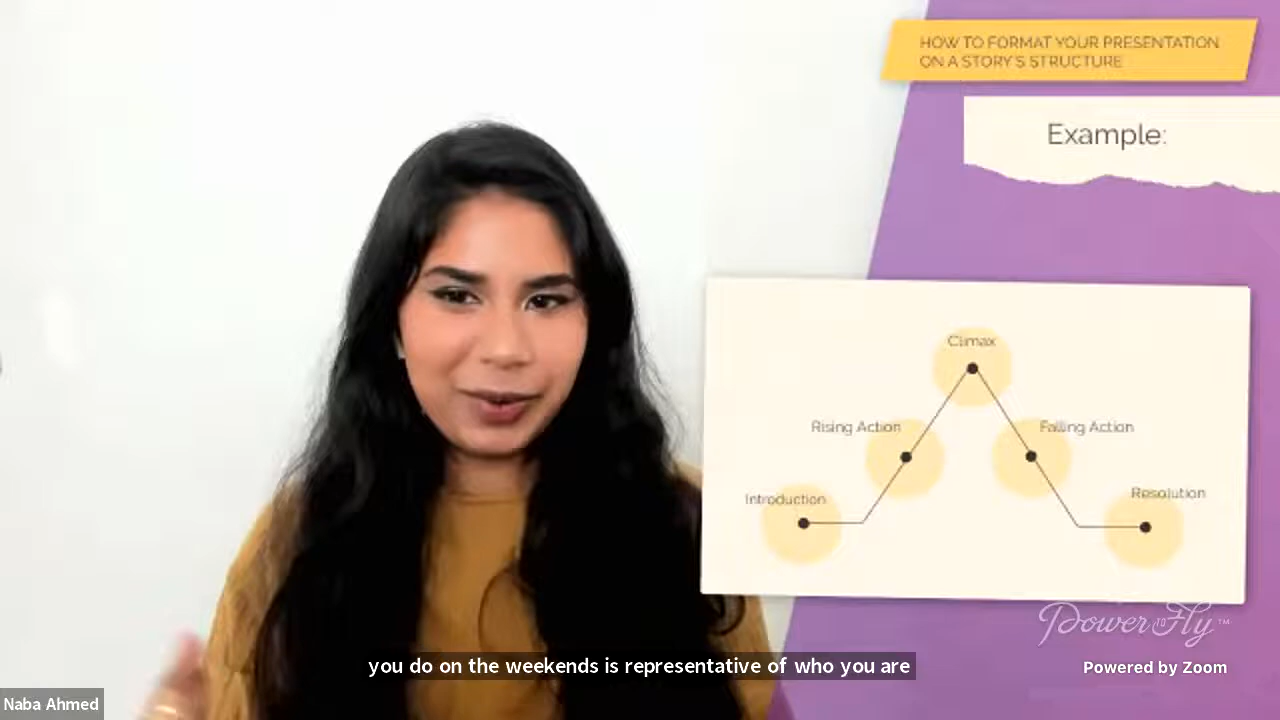 HOW TO FORMAT YOUR PRESENTATION
ON A STORY'S STRUCTURE
Example:
Climax
Rising Action
Falling Action
Introduction
Resolution
PowerToFly™
you do on the weekends is representative of who you are
Powered by Zoom
Naba Ahmed